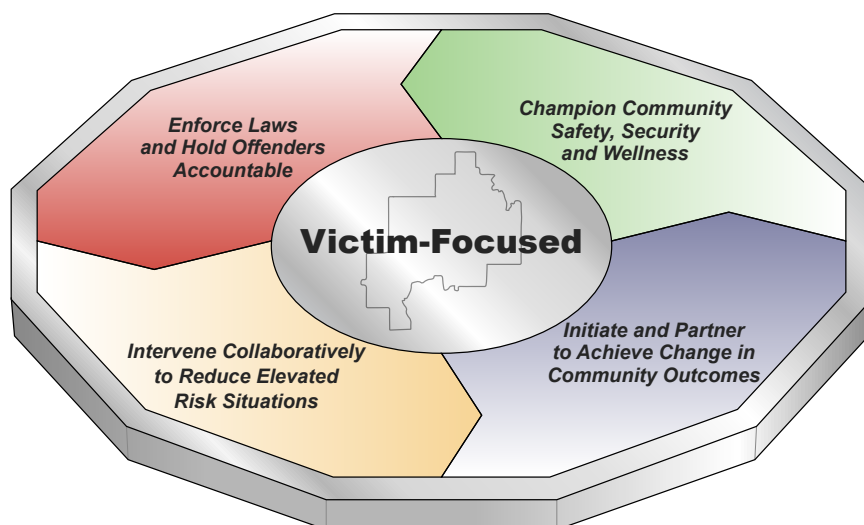 Enforce Laws
and Hold Offenders
Accountable
Champion Community
Safety, Security
and Wellness
Victim-Focused
Intervene Collaboratively
to Reduce Elevated
Risk Situations
Initiate and Partner
to Achieve Change in
Community Outcomes